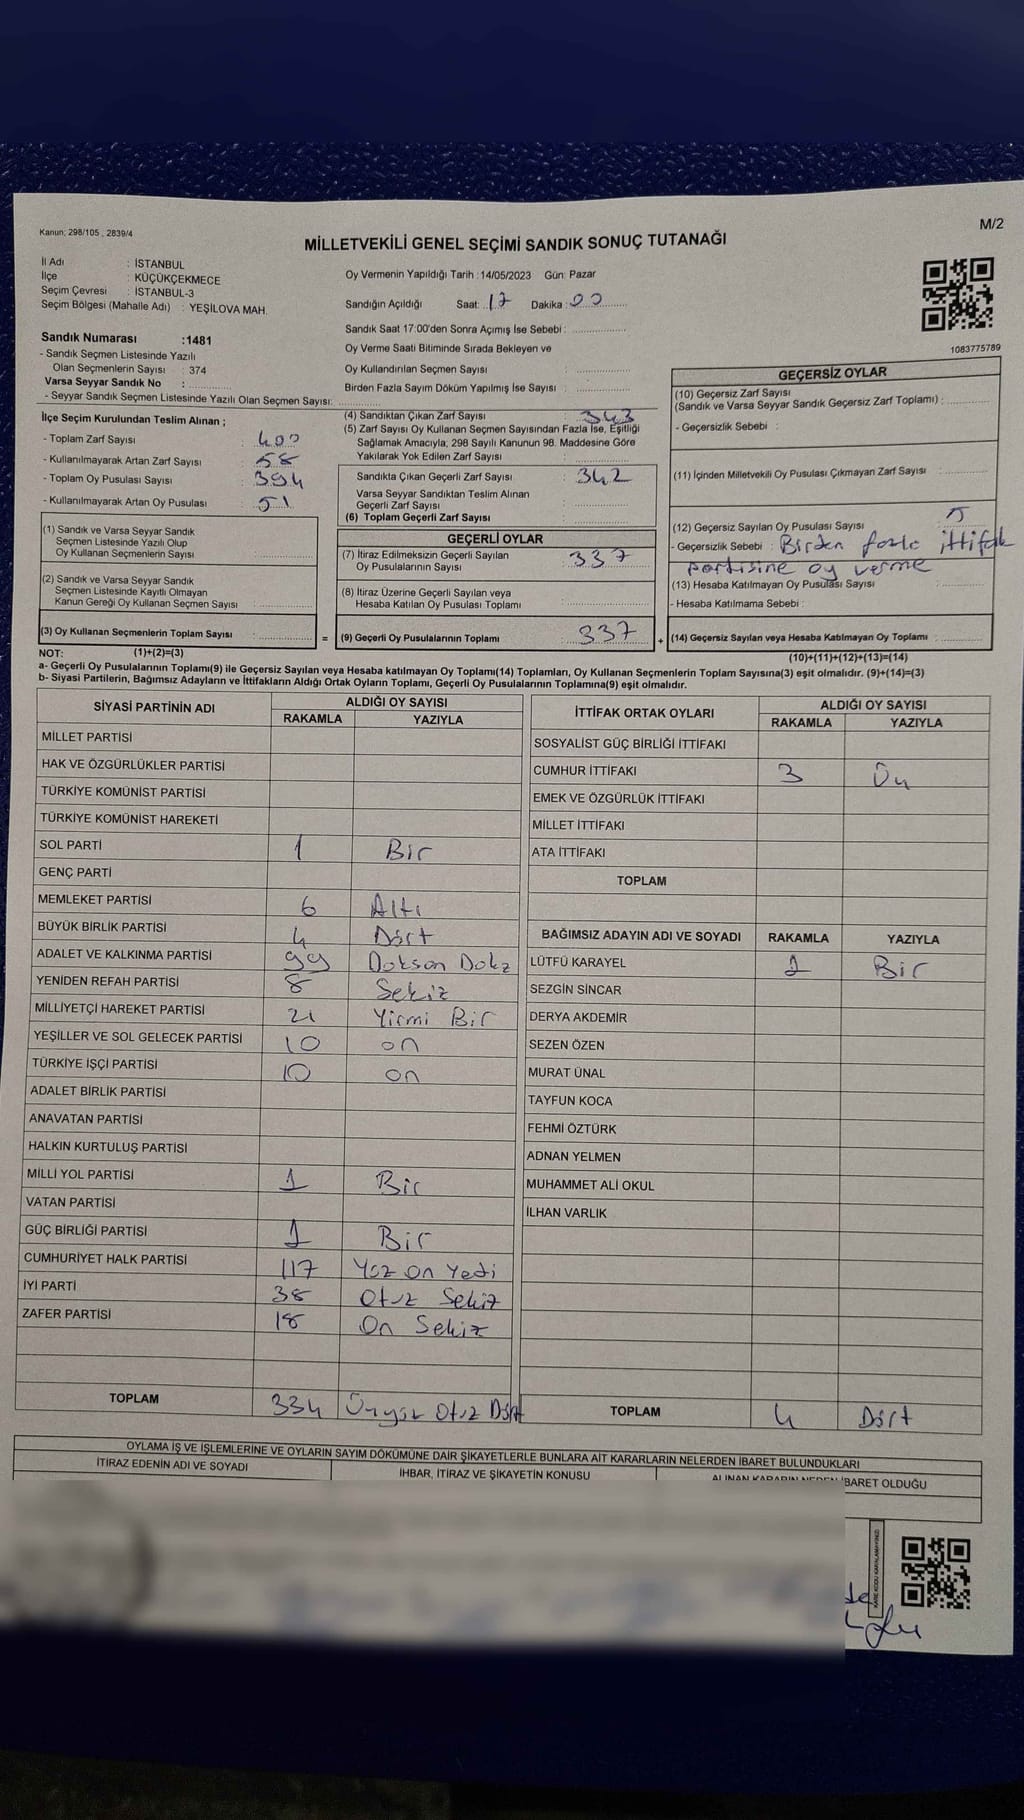 Kanun; 298/105 , 2839/4
M/2
MİLLETVEKİLİ GENEL SEÇİMİ SANDIK SONUÇ TUTANAĞI
İl Adı : İSTANBUL
İlçe : KÜÇÜKÇEKMECE
Seçim Çevresi : İSTANBUL-3
Seçim Bölgesi (Mahalle Adı) : YEŞİLOVA MAH.
Oy Vermenin Yapıldığı Tarih :14/05/2023 Gün: Pazar
Sandığın Açıldığı Saat: 17 Dakika : 00
Sandık Saat 17:00'den Sonra Açımış İse Sebebi :
Oy Verme Saati Bitiminde Sırada Bekleyen ve
Oy Kullandırılan Seçmen Sayısı :
Birden Fazla Sayım Döküm Yapılmış İse Sayısı :
1083775789
Sandık Numarası :1481
- Sandık Seçmen Listesinde Yazılı
Olan Seçmenlerin Sayısı : 374
Varsa Seyyar Sandık No :
- Seyyar Sandık Seçmen Listesinde Yazılı Olan Seçmen Sayısı:
İlçe Seçim Kurulundan Teslim Alınan ;
- Toplam Zarf Sayısı : 400
- Kullanılmayarak Artan Zarf Sayısı : 58
- Toplam Oy Pusulası Sayısı : 394
- Kullanılmayarak Artan Oy Pusulası : 51
(1) Sandık ve Varsa Seyyar Sandık
Seçmen Listesinde Yazılı Olup
Oy Kullanan Seçmenlerin Sayısı :
(2) Sandık ve Varsa Seyyar Sandık
Seçmen Listesinde Kayıtlı Olmayan
Kanun Gereği Oy Kullanan Seçmen Sayısı :
(3) Oy Kullanan Seçmenlerin Toplam Sayısı :
(4) Sandıktan Çıkan Zarf Sayısı : 343
(5) Zarf Sayısı Oy Kullanan Seçmen Sayısından Fazla İse, Eşitliği
Sağlamak Amacıyla, 298 Sayılı Kanunun 98. Maddesine Göre
Yakılarak Yok Edilen Zarf Sayısı :
Sandıkta Çıkan Geçerli Zarf Sayısı : 342
Varsa Seyyar Sandıktan Teslim Alınan
Geçerli Zarf Sayısı :
(6) Toplam Geçerli Zarf Sayısı :
GEÇERLİ OYLAR
(7) İtiraz Edilmeksizin Geçerli Sayılan
Oy Pusulalarının Sayısı : 337
(8) İtiraz Üzerine Geçerli Sayılan veya
Hesaba Katılan Oy Pusulası Toplamı :
= (9) Geçerli Oy Pusulalarının Toplamı : 337 +
GEÇERSİZ OYLAR
(10) Geçersiz Zarf Sayısı
(Sandık ve Varsa Seyyar Sandık Geçersiz Zarf Toplamı) :
- Geçersizlik Sebebi :
(11) İçinden Milletvekili Oy Pusulası Çıkmayan Zarf Sayısı :
(12) Geçersiz Sayılan Oy Pusulası Sayısı : 5
- Geçersizlik Sebebi : Birden fazla ittifak
partisine oy verme
(13) Hesaba Katılmayan Oy Pusulası Sayısı :
- Hesaba Katılmama Sebebi :
(14) Geçersiz Sayılan veya Hesaba Katılmayan Oy Toplamı :
NOT: (1)+(2)=(3)
(10)+(11)+(12)+(13)=(14)
a- Geçerli Oy Pusulalarının Toplamı(9) ile Geçersiz Sayılan veya Hesaba katılmayan Oy Toplamı(14) Toplamları, Oy Kullanan Seçmenlerin Toplam Sayısına(3) eşit olmalıdır. (9)+(14)=(3)
b- Siyasi Partilerin, Bağımsız Adayların ve İttifakların Aldığı Ortak Oyların Toplamı, Geçerli Oy Pusulalarının Toplamına(9) eşit olmalıdır.
SİYASİ PARTİNİN ADI ALDIĞI OY SAYISI
RAKAMLA YAZIYLA
MİLLET PARTİSİ
HAK VE ÖZGÜRLÜKLER PARTİSİ
TÜRKİYE KOMÜNİST PARTİSİ
TÜRKİYE KOMÜNİST HAREKETİ
SOL PARTİ 1 Bir
GENÇ PARTİ
MEMLEKET PARTİSİ 6 Altı
BÜYÜK BİRLİK PARTİSİ 4 Dört
ADALET VE KALKINMA PARTİSİ 99 Doksan Dokz
YENİDEN REFAH PARTİSİ 8 Sekiz
MİLLİYETÇİ HAREKET PARTİSİ 21 Yirmi Bir
YEŞİLLER VE SOL GELECEK PARTİSİ 10 on
TÜRKİYE İŞÇİ PARTİSİ 10 on
ADALET BİRLİK PARTİSİ
ANAVATAN PARTİSİ
HALKIN KURTULUŞ PARTİSİ
MİLLİ YOL PARTİSİ 1 Bir
VATAN PARTİSİ
GÜÇ BİRLİĞİ PARTİSİ 1 Bir
CUMHURİYET HALK PARTİSİ 117 Yüz On Yedi
İYİ PARTİ 38 Otuz Sekiz
ZAFER PARTİSİ 18 On Sekiz
TOPLAM 334 Üçyüz Otuz Dört
İTTİFAK ORTAK OYLARI ALDIĞI OY SAYISI
RAKAMLA YAZIYLA
SOSYALİST GÜÇ BİRLİĞİ İTTİFAKI
CUMHUR İTTİFAKI 3 Üç
EMEK VE ÖZGÜRLÜK İTTİFAKI
MİLLET İTTİFAKI
ATA İTTİFAKI
TOPLAM
BAĞIMSIZ ADAYIN ADI VE SOYADI RAKAMLA YAZIYLA
LÜTFÜ KARAYEL 1 Bir
SEZGİN SİNCAR
DERYA AKDEMİR
SEZEN ÖZEN
MURAT ÜNAL
TAYFUN KOCA
FEHMİ ÖZTÜRK
ADNAN YELMEN
MUHAMMET ALİ OKUL
İLHAN VARLIK
TOPLAM 4 Dört
OYLAMA İŞ VE İŞLEMLERİNE VE OYLARIN SAYIM DÖKÜMÜNE DAİR ŞİKAYETLERLE BUNLARA AİT KARARLARIN NELERDEN İBARET BULUNDUKLARI
İTİRAZ EDENİN ADI VE SOYADI İHBAR, İTİRAZ VE ŞİKAYETİN KONUSU ALINAN KARARIN NEDEN İBARET OLDUĞU
KARE KODU KARALAMAYINIZ!